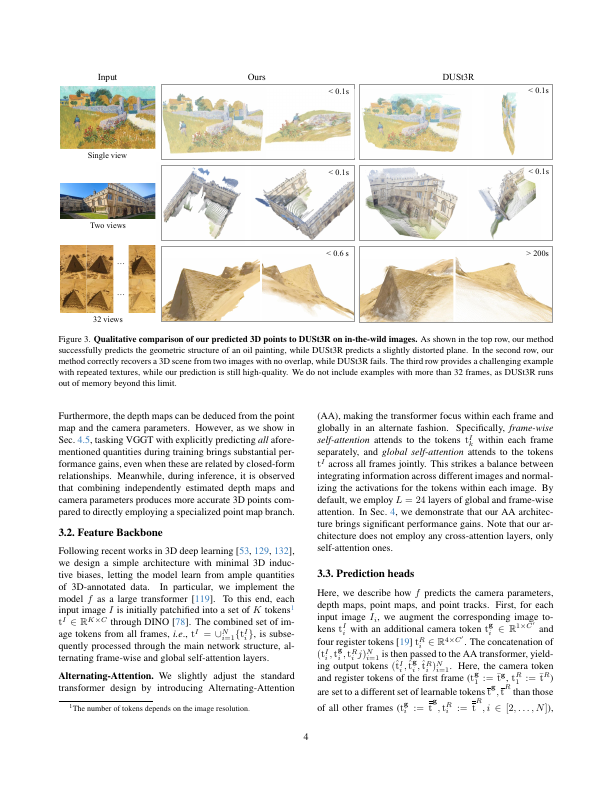 Input
Ours
DUSt3R
< 0.1s
< 0.1s
Single view
< 0.1s
< 0.1s
Two views
...
...
< 0.6 s
> 200s
32 views
Figure 3. Qualitative comparison of our predicted 3D points to DUSt3R on in-the-wild images. As shown in the top row, our method
successfully predicts the geometric structure of an oil painting, while DUSt3R predicts a slightly distorted plane. In the second row, our
method correctly recovers a 3D scene from two images with no overlap, while DUSt3R fails. The third row provides a challenging example
with repeated textures, while our prediction is still high-quality. We do not include examples with more than 32 frames, as DUSt3R runs
out of memory beyond this limit.
Furthermore, the depth maps can be deduced from the point
map and the camera parameters. However, as we show in
Sec. 4.5, tasking VGGT with explicitly predicting all afore-
mentioned quantities during training brings substantial per-
formance gains, even when these are related by closed-form
relationships. Meanwhile, during inference, it is observed
that combining independently estimated depth maps and
camera parameters produces more accurate 3D points com-
pared to directly employing a specialized point map branch.
3.2. Feature Backbone
Following recent works in 3D deep learning [53, 129, 132],
we design a simple architecture with minimal 3D induc-
tive biases, letting the model learn from ample quantities
of 3D-annotated data. In particular, we implement the
model f as a large transformer [119]. To this end, each
input image I is initially patchified into a set of K tokens¹
tᴵ ∈ ℝᴷˣᶜ through DINO [78]. The combined set of im-
age tokens from all frames, i.e., tᴵ = ∪ᴺᵢ₌₁{tᴵᵢ}, is subse-
quently processed through the main network structure, al-
ternating frame-wise and global self-attention layers.
Alternating-Attention. We slightly adjust the standard
transformer design by introducing Alternating-Attention
¹The number of tokens depends on the image resolution.
(AA), making the transformer focus within each frame and
globally in an alternate fashion. Specifically, frame-wise
self-attention attends to the tokens tᴵₖ within each frame
separately, and global self-attention attends to the tokens
tᴵ across all frames jointly. This strikes a balance between
integrating information across different images and normal-
izing the activations for the tokens within each image. By
default, we employ L = 24 layers of global and frame-wise
attention. In Sec. 4, we demonstrate that our AA architec-
ture brings significant performance gains. Note that our ar-
chitecture does not employ any cross-attention layers, only
self-attention ones.
3.3. Prediction heads
Here, we describe how f predicts the camera parameters,
depth maps, point maps, and point tracks. First, for each
input image Iᵢ, we augment the corresponding image to-
kens tᴵᵢ with an additional camera token tᵍᵢ ∈ ℝ¹ˣᶜ′ and
four register tokens [19] tᴿᵢ ∈ ℝ⁴ˣᶜ′. The concatenation of
(tᴵᵢ, tᵍᵢ, tᴿᵢj)ᴺᵢ₌₁ is then passed to the AA transformer, yield-
ing output tokens (t̂ᴵᵢ, t̂ᵍᵢ, t̂ᴿᵢ)ᴺᵢ₌₁. Here, the camera token
and register tokens of the first frame (tᵍ₁ := t̄ᵍ, tᴿ₁ := t̄ᴿ)
are set to a different set of learnable tokens t̄ᵍ, t̄ᴿ than those
of all other frames (tᵍᵢ := t̿ᵍ, tᴿᵢ := t̿ᴿ, i ∈ [2, . . . , N]),
4